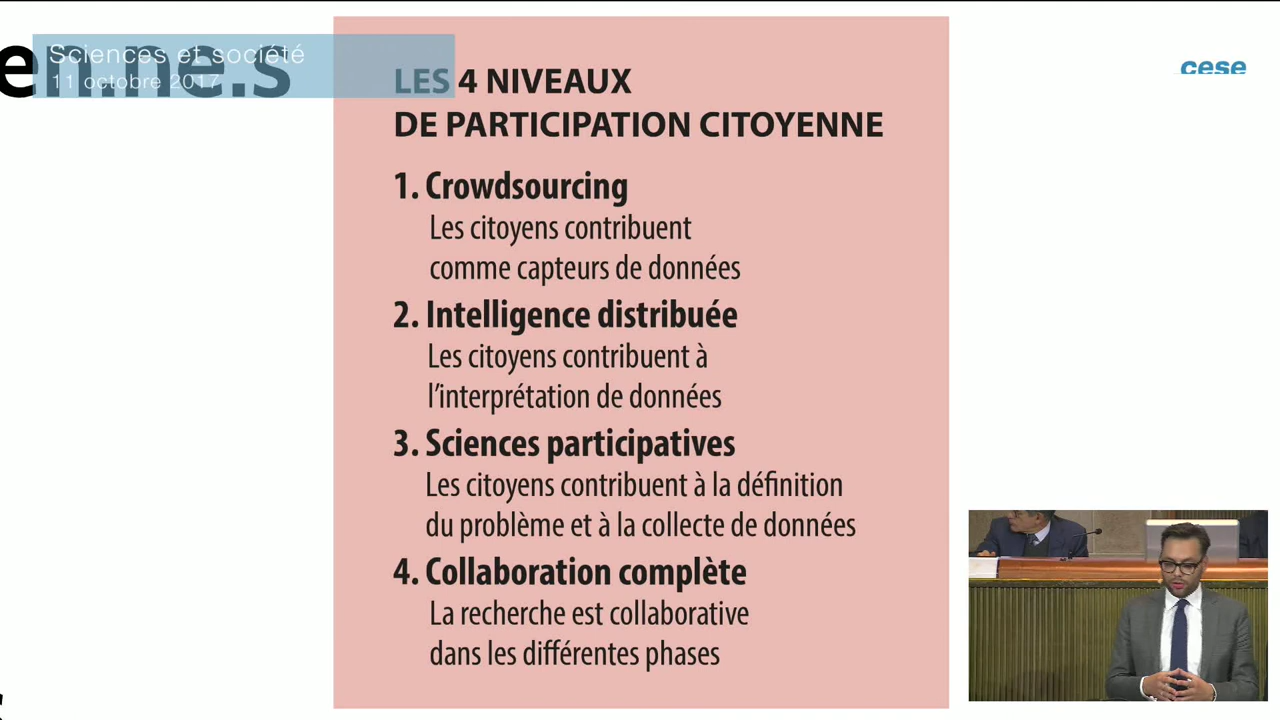 en.ne.s
Sciences et société
11 octobre 2017
cese
LES 4 NIVEAUX
DE PARTICIPATION CITOYENNE
1. Crowdsourcing
Les citoyens contribuent
comme capteurs de données
2. Intelligence distribuée
Les citoyens contribuent à
l’interprétation de données
3. Sciences participatives
Les citoyens contribuent à la définition
du problème et à la collecte de données
4. Collaboration complète
La recherche est collaborative
dans les différentes phases